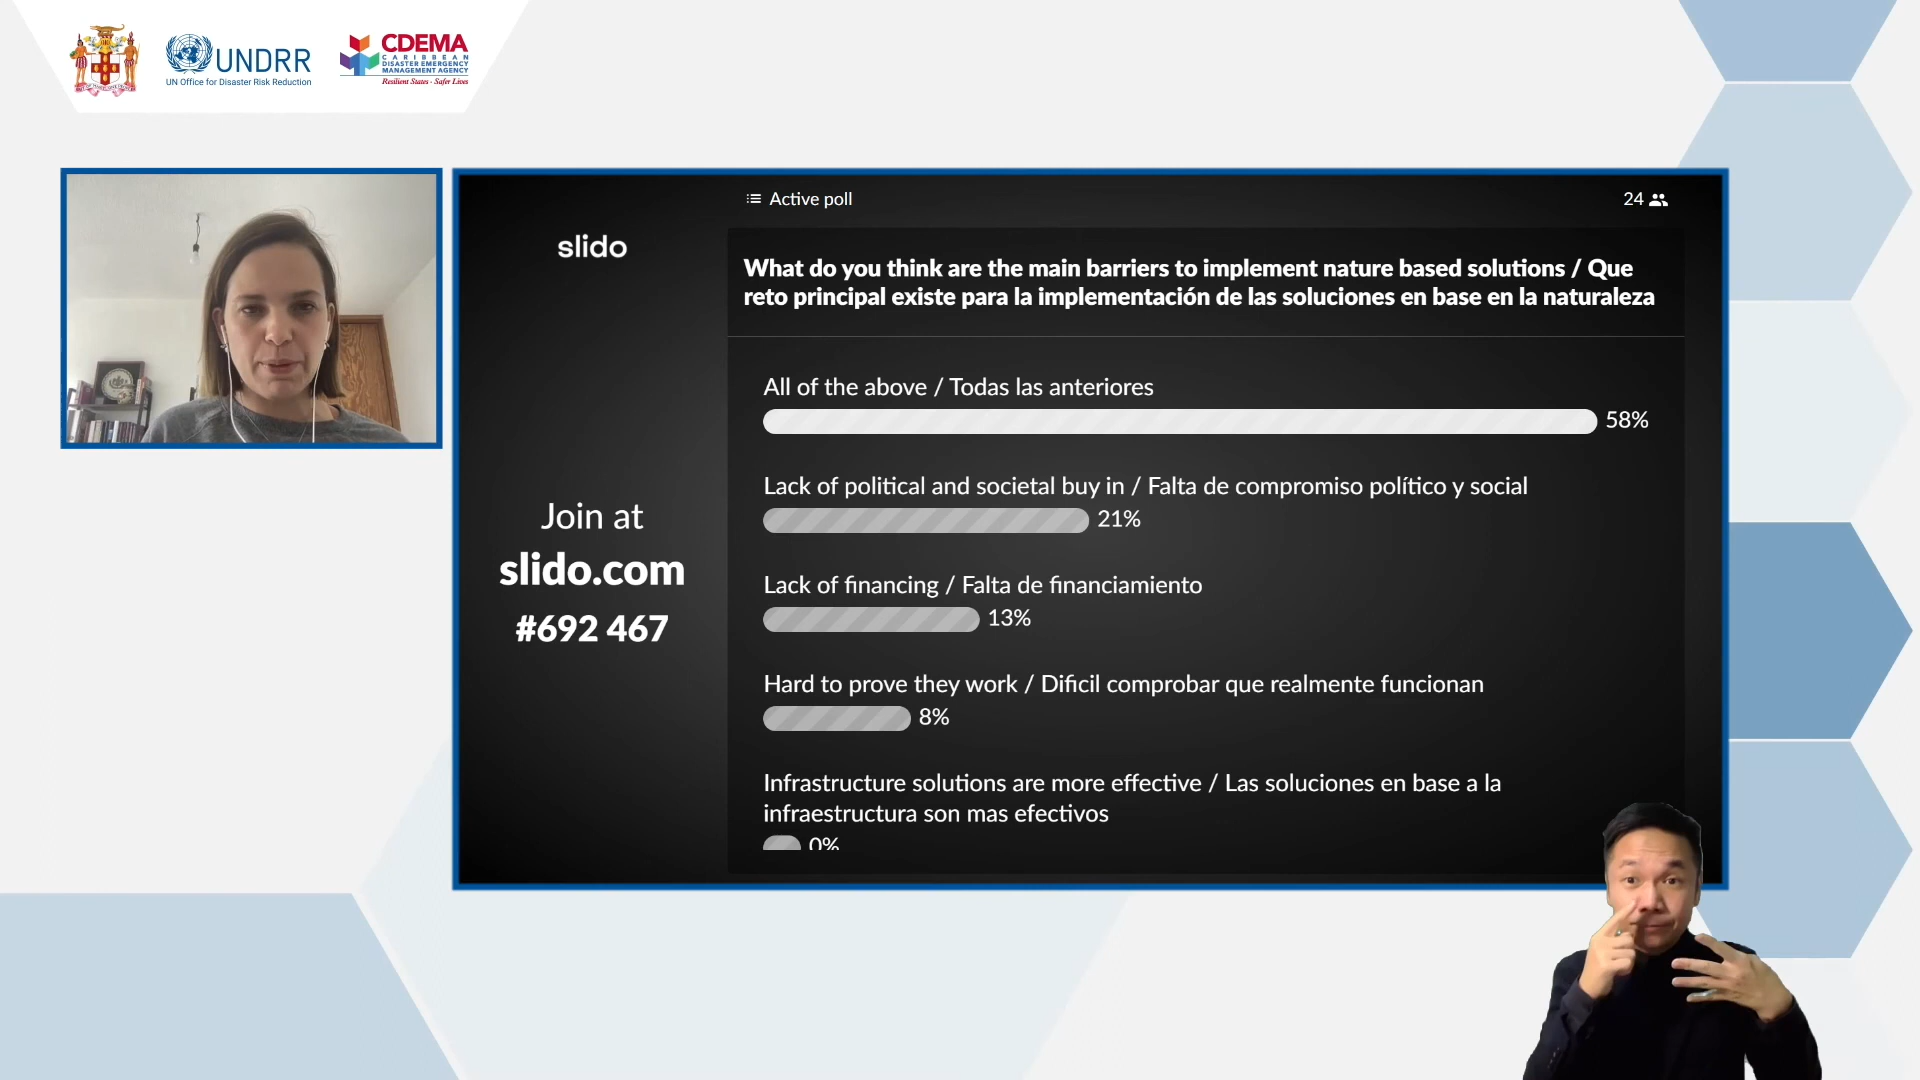 UNDRR
UN Office for Disaster Risk Reduction
CDEMA
CARIBBEAN
DISASTER EMERGENCY
MANAGEMENT AGENCY
Resilient States - Safer Lives
Active poll
24
slido
What do you think are the main barriers to implement nature based solutions / Que
reto principal existe para la implementación de las soluciones en base en la naturaleza
All of the above / Todas las anteriores
58%
Lack of political and societal buy in / Falta de compromiso político y social
21%
Lack of financing / Falta de financiamiento
13%
Hard to prove they work / Dificil comprobar que realmente funcionan
8%
Infrastructure solutions are more effective / Las soluciones en base a la
infraestructura son mas efectivos
0%
Join at
slido.com
#692 467